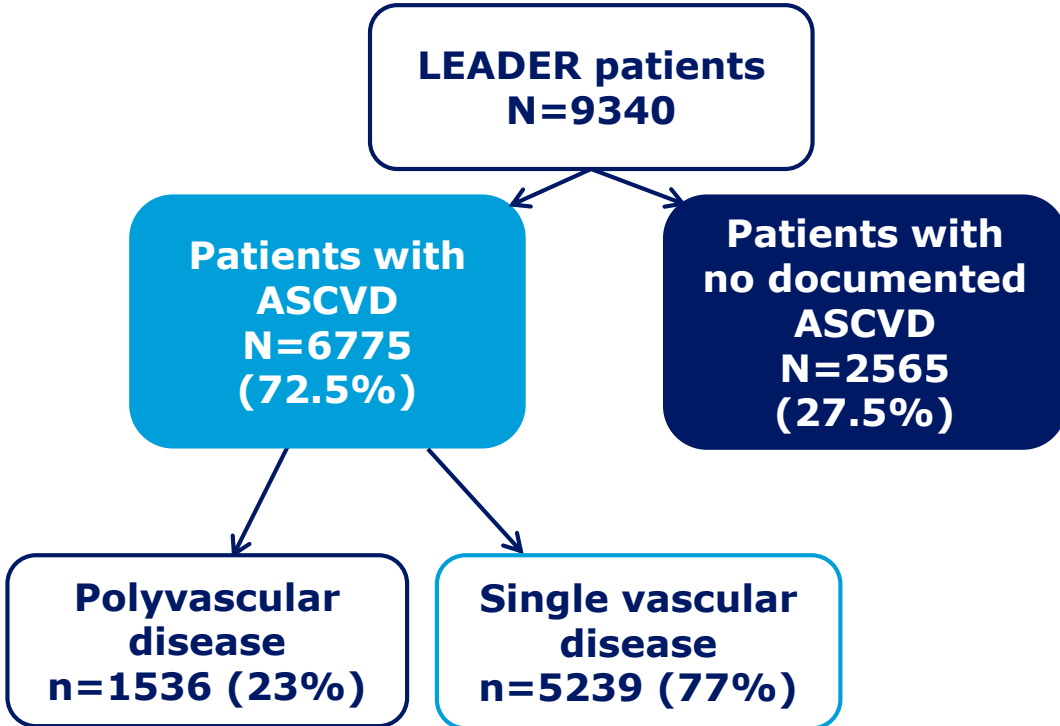 LEADER patients
N=9340
Patients with
ASCVD
N=6775
(72.5%)
Patients with
no documented
ASCVD
N=2565
(27.5%)
Polyvascular
disease
n=1536 (23%)
Single vascular
disease
n=5239 (77%)